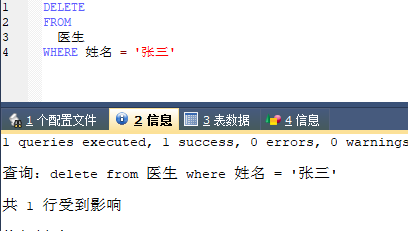 1 DELETE
2 FROM
3 医生
4 WHERE 姓名 = '张三'
1 个配置文件 2 信息 3 表数据 4 信息
1 queries executed, 1 success, 0 errors, 0 warnings
查询：delete from 医生 where 姓名 = '张三'
共 1 行受到影响